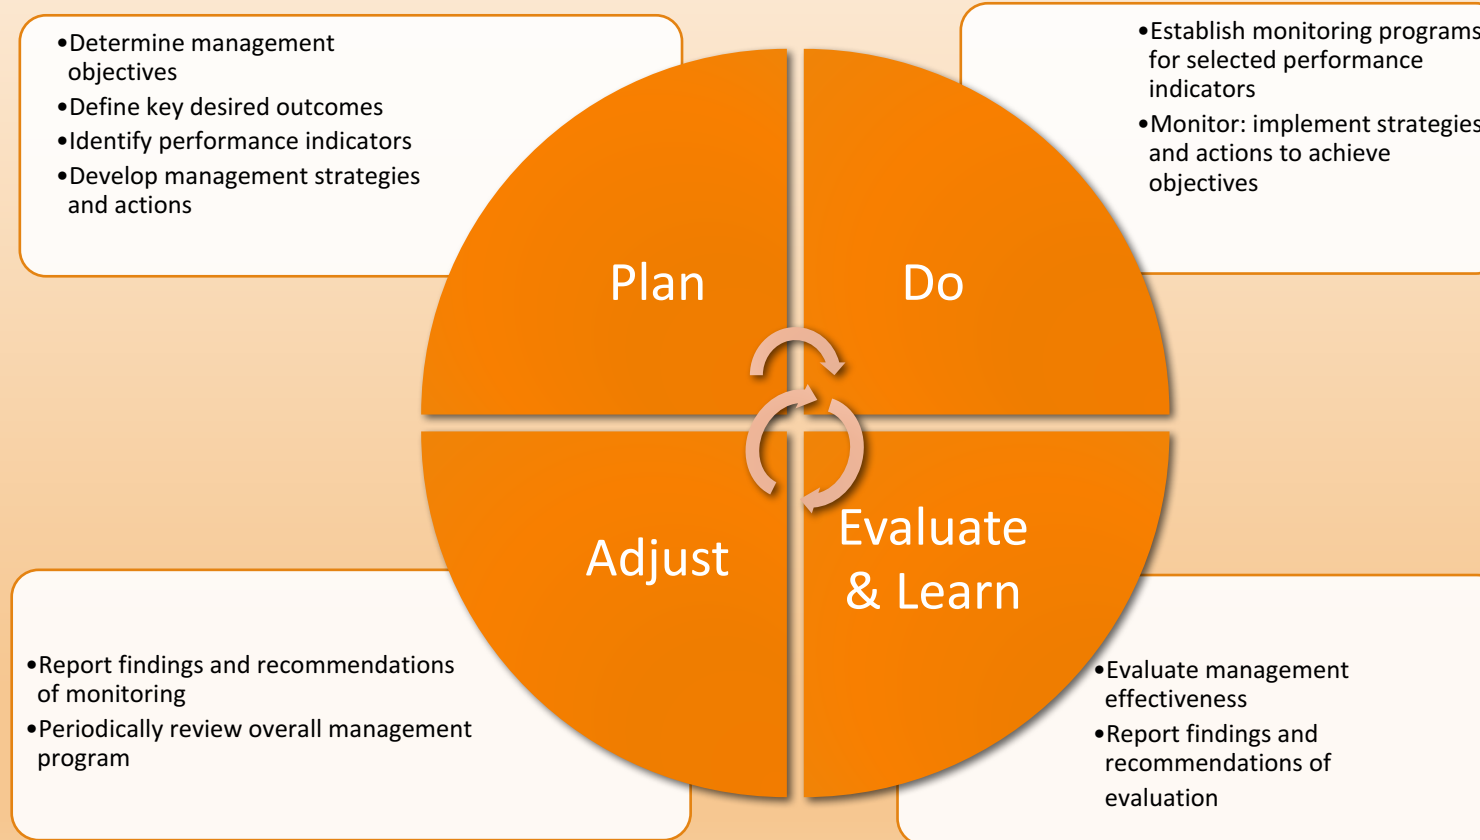 •Determine management
objectives
•Define key desired outcomes
•Identify performance indicators
•Develop management strategies
and actions
•Establish monitoring programs
for selected performance
indicators
•Monitor: implement strategies
and actions to achieve
objectives
Plan
Do
Adjust
Evaluate
& Learn
•Report findings and recommendations
of monitoring
•Periodically review overall management
program
•Evaluate management
effectiveness
•Report findings and
recommendations of
evaluation